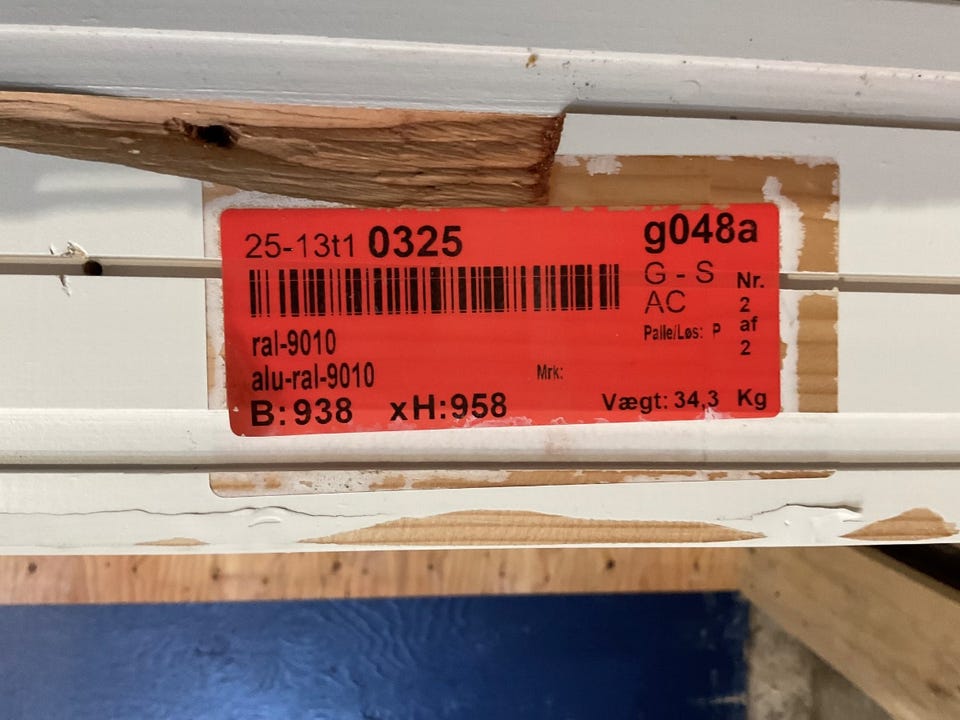 25-13t1 0325
g048a
G - S
AC
Palle/Løs: P
Nr.
2
af
2
ral-9010
alu-ral-9010
Mrk:
B: 938 xH: 958
Vægt: 34,3 Kg